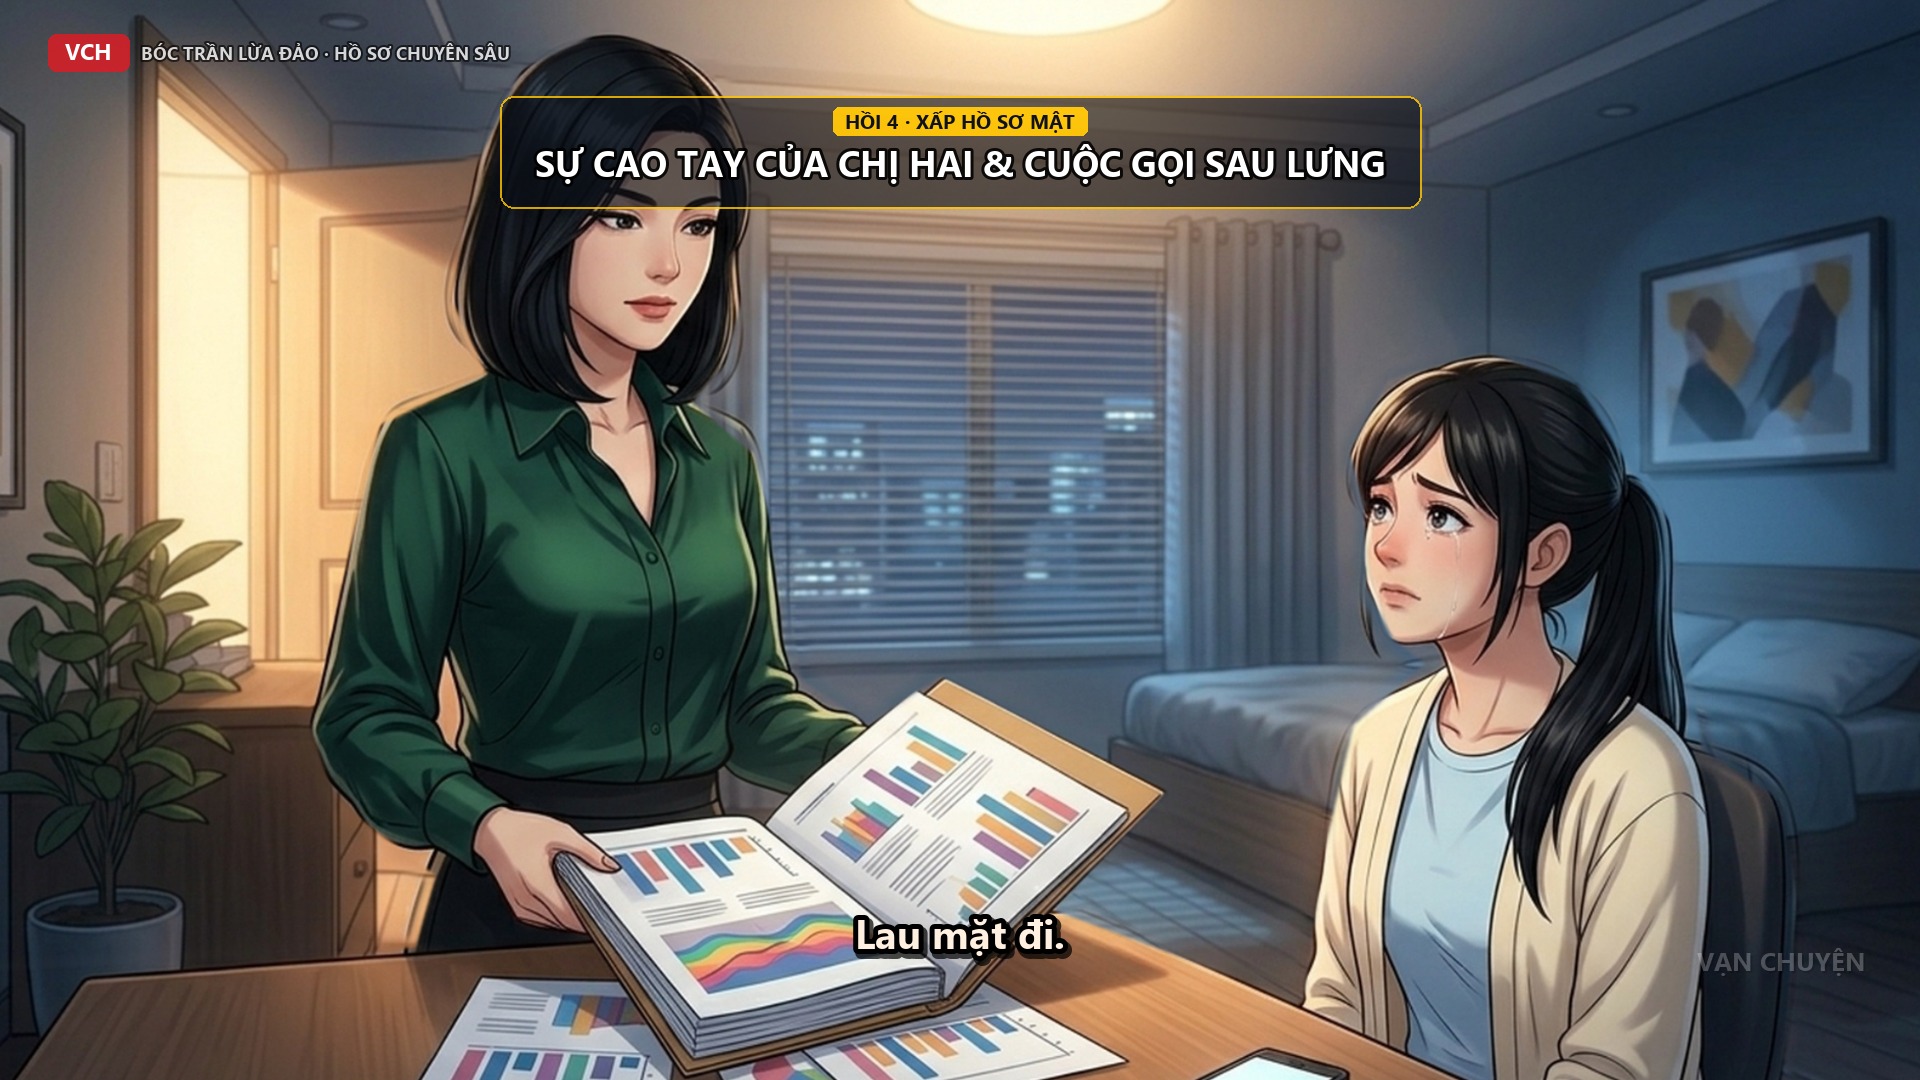 VCH
BÓC TRẦN LỪA ĐẢO · HỒ SƠ CHUYÊN SÂU
HỒI 4 · XẤP HỒ SƠ MẬT
SỰ CAO TAY CỦA CHỊ HAI & CUỘC GỌI SAU LƯNG
Lau mặt đi.
VẠN CHUYỆN